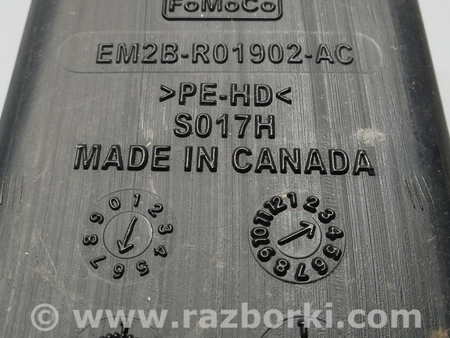 FoMoCo
EM2B-R01902-AC
>PE-HD<
S017H
MADE IN CANADA
0 1 2 3 4 5 6 7 8 9
1 2 3 4 5 6 7 8 9 10 11 12
www.razborki.com